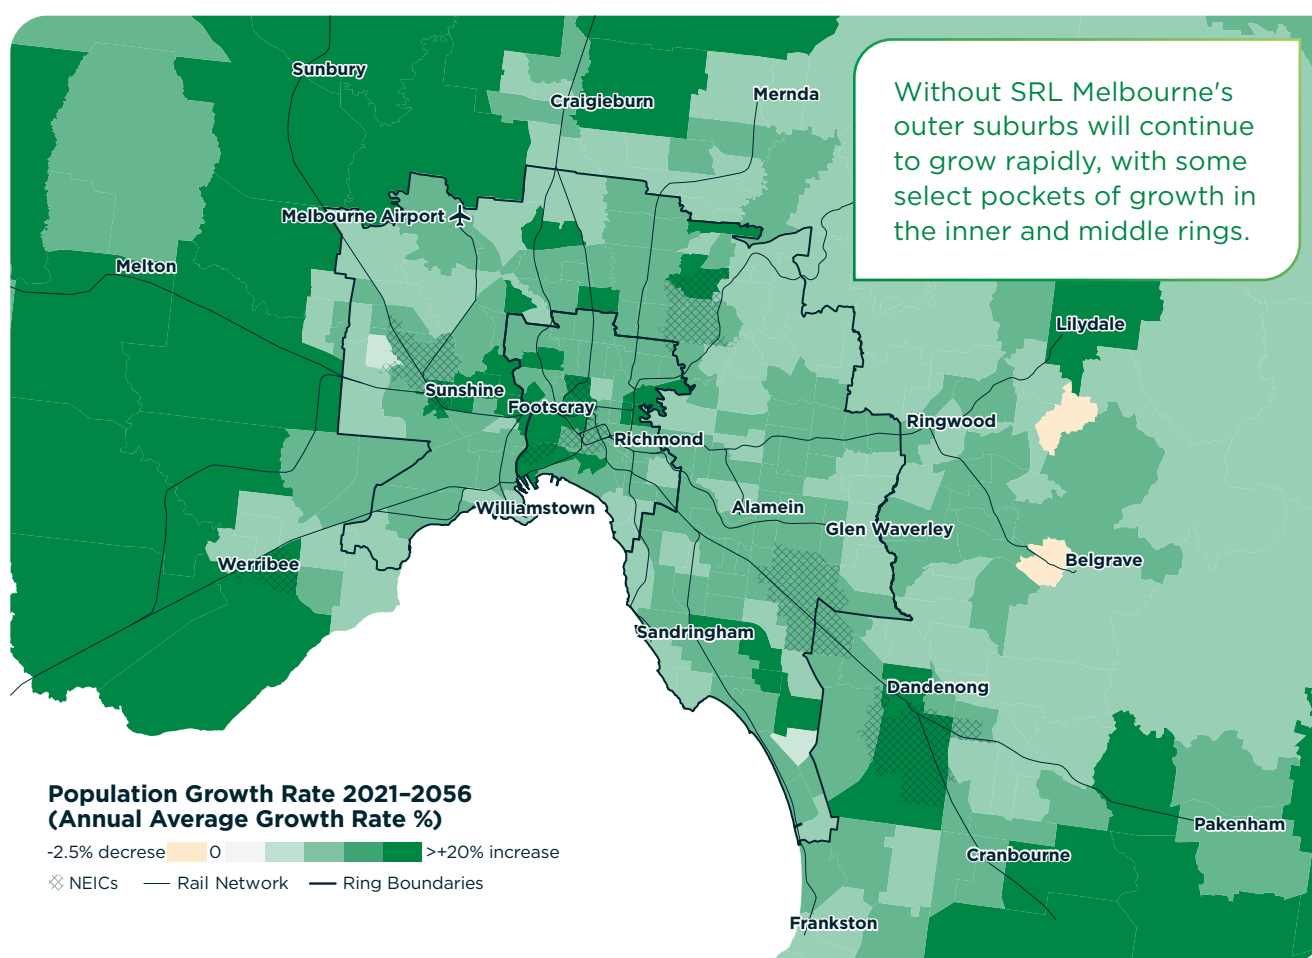 Sunbury
Craigieburn
Mernda
Without SRL Melbourne's
outer suburbs will continue
to grow rapidly, with some
select pockets of growth in
the inner and middle rings.
Melbourne Airport
Melton
Lilydale
Sunshine
Footscray
Ringwood
Richmond
Williamstown
Alamein
Glen Waverley
Werribee
Belgrave
Sandringham
Dandenong
Population Growth Rate 2021–2056
(Annual Average Growth Rate %)
-2.5% decrese 0 >+20% increase
NEICs Rail Network Ring Boundaries
Pakenham
Cranbourne
Frankston